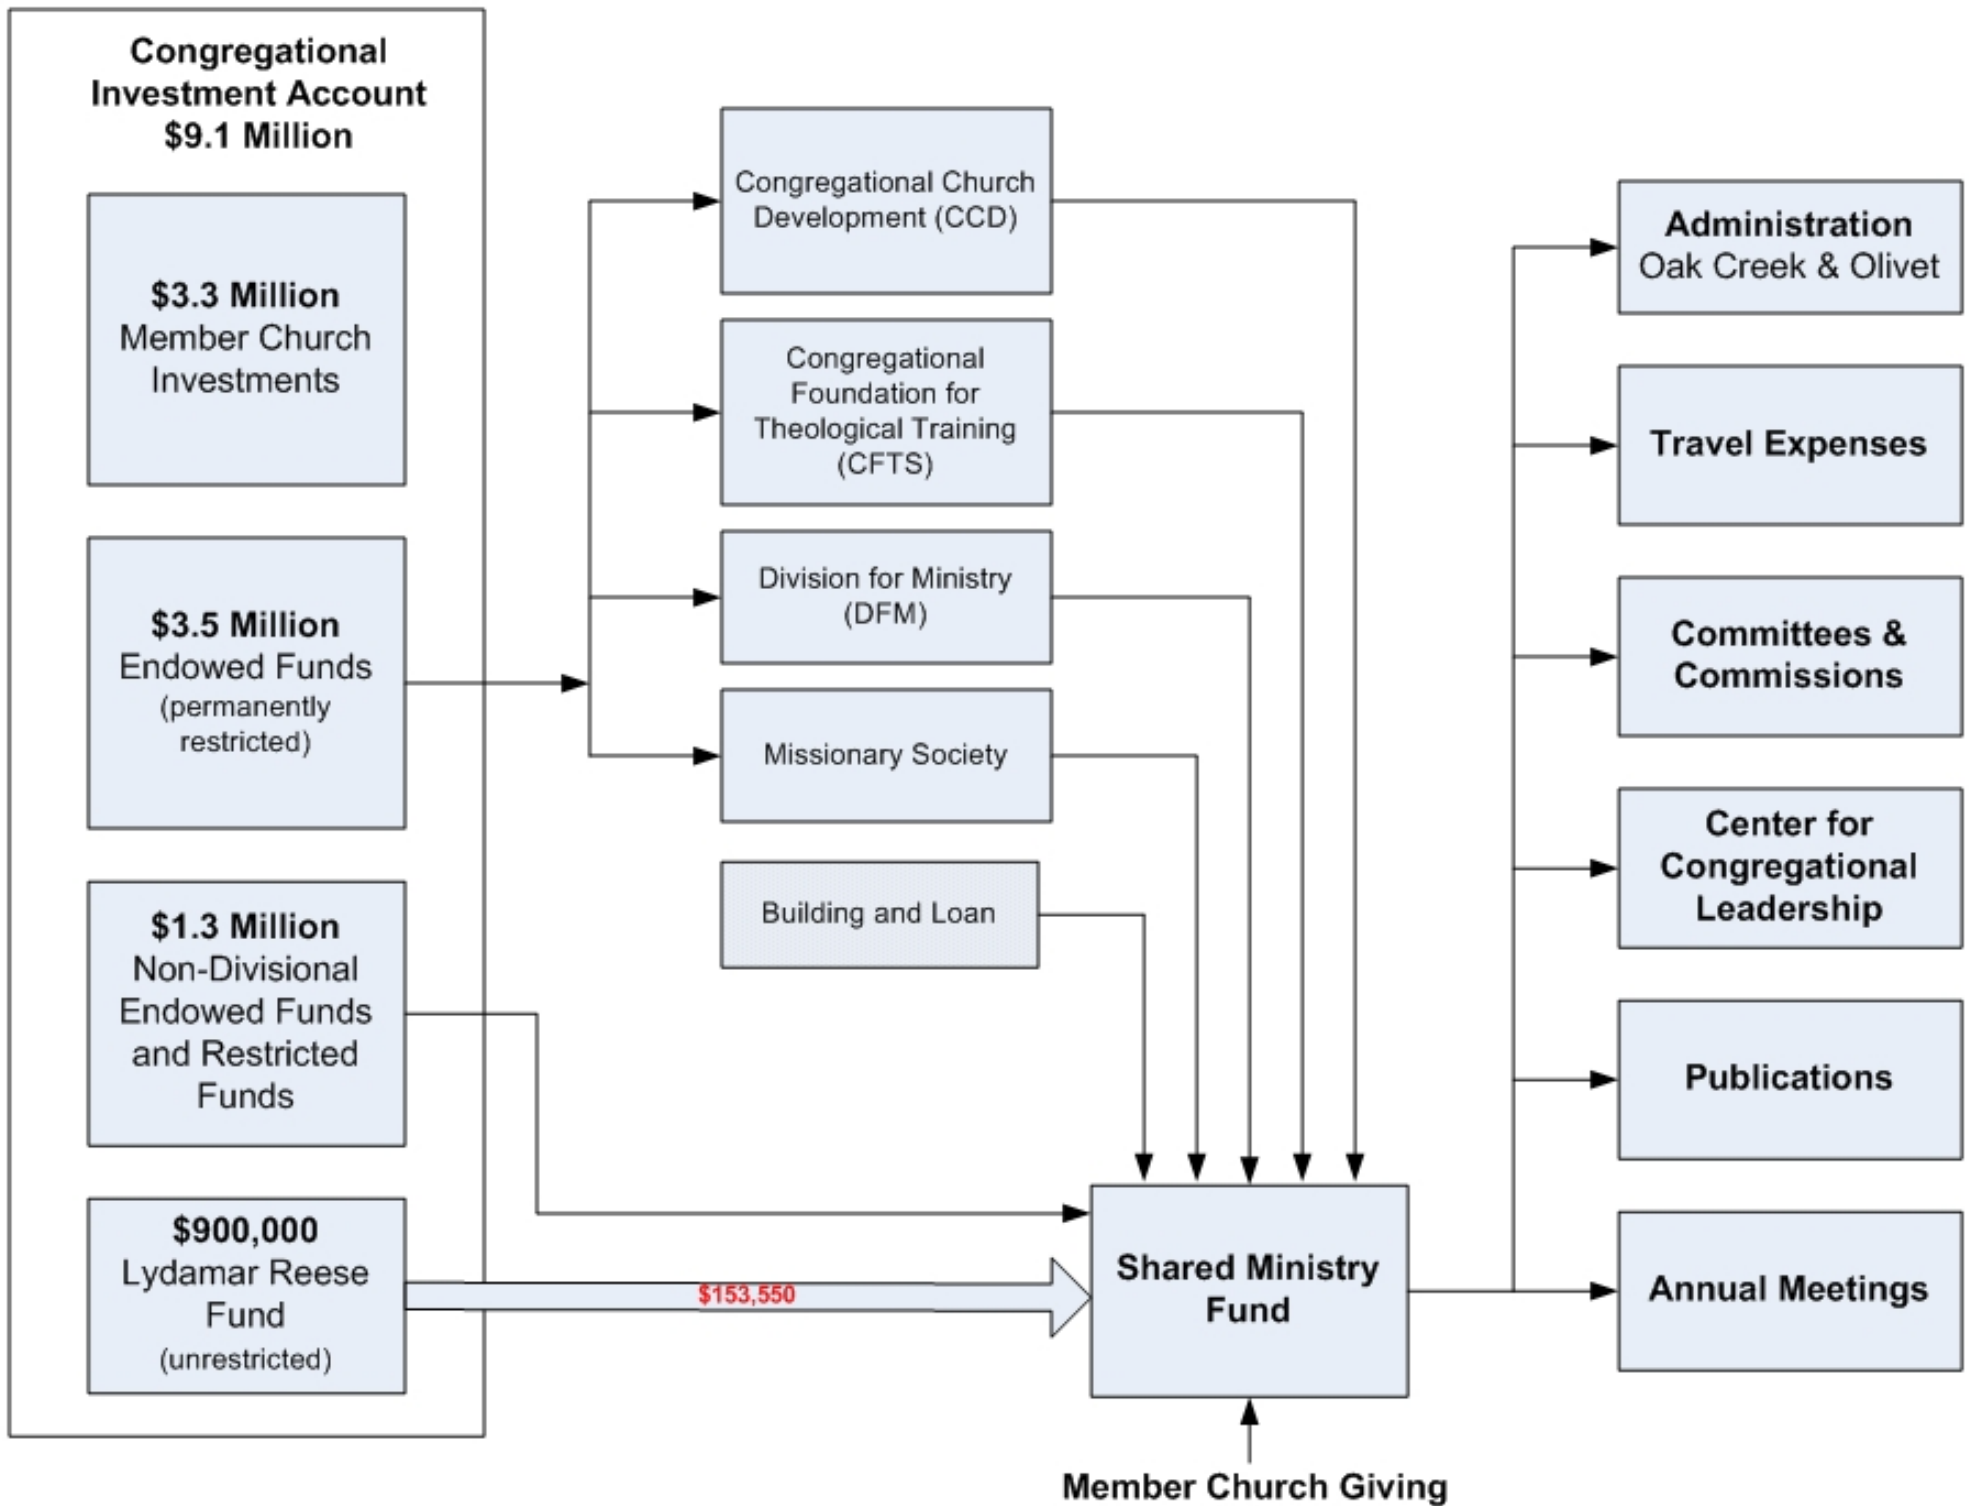 Congregational
Investment Account
$9.1 Million
$3.3 Million
Member Church
Investments
$3.5 Million
Endowed Funds
(permanently
restricted)
$1.3 Million
Non-Divisional
Endowed Funds
and Restricted
Funds
$900,000
Lydamar Reese
Fund
(unrestricted)
Congregational Church
Development (CCD)
Congregational
Foundation for
Theological Training
(CFTS)
Division for Ministry
(DFM)
Missionary Society
Building and Loan
$153,550
Shared Ministry
Fund
Member Church Giving
Administration
Oak Creek & Olivet
Travel Expenses
Committees &
Commissions
Center for
Congregational
Leadership
Publications
Annual Meetings